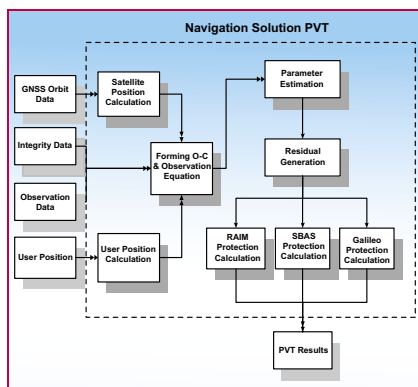 Navigation Solution PVT
GNSS Orbit
Data
Satellite
Position
Calculation
Parameter
Estimation
Integrity Data
Forming O-C
& Observation
Equation
Residual
Generation
Observation
Data
User Position
User Position
Calculation
RAIM
Protection
Calculation
SBAS
Protection
Calculation
Galileo
Protection
Calculation
PVT Results